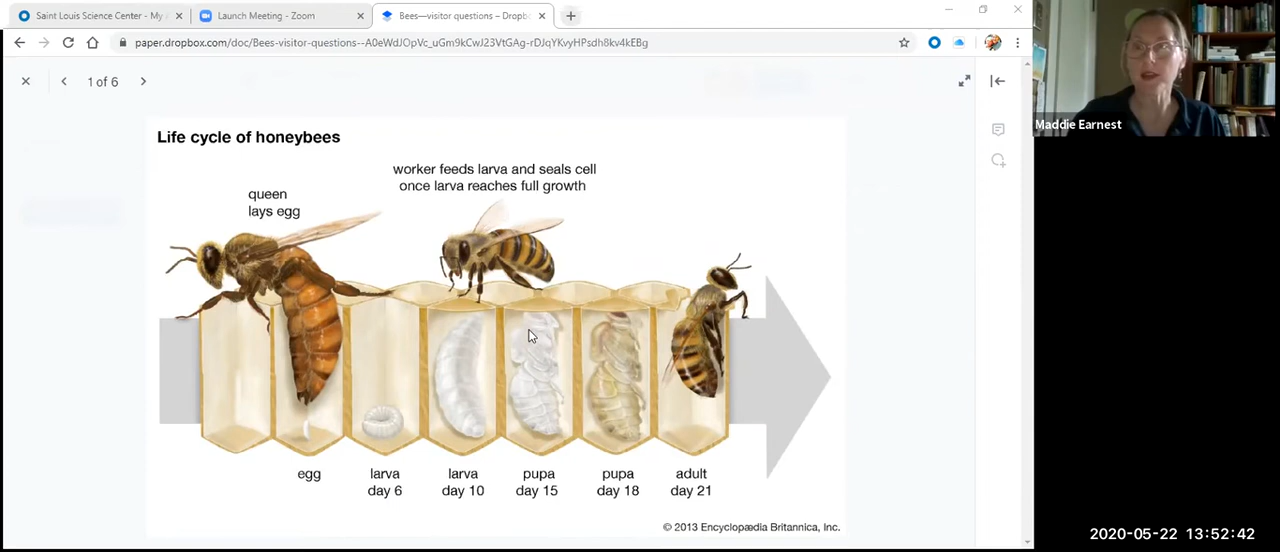 Saint Louis Science Center - My A
Launch Meeting - Zoom
Bees—visitor questions – Dropb
paper.dropbox.com/doc/Bees-visitor-questions--A0eWdJOpVc_uGm9kCwJ23VtGAg-rDJqYKvyHPsdh8kv4kEBg
1 of 6
Maddie Earnest
Life cycle of honeybees
worker feeds larva and seals cell
once larva reaches full growth
queen
lays egg
egg
larva
day 6
larva
day 10
pupa
day 15
pupa
day 18
adult
day 21
© 2013 Encyclopædia Britannica, Inc.
2020-05-22 13:52:42